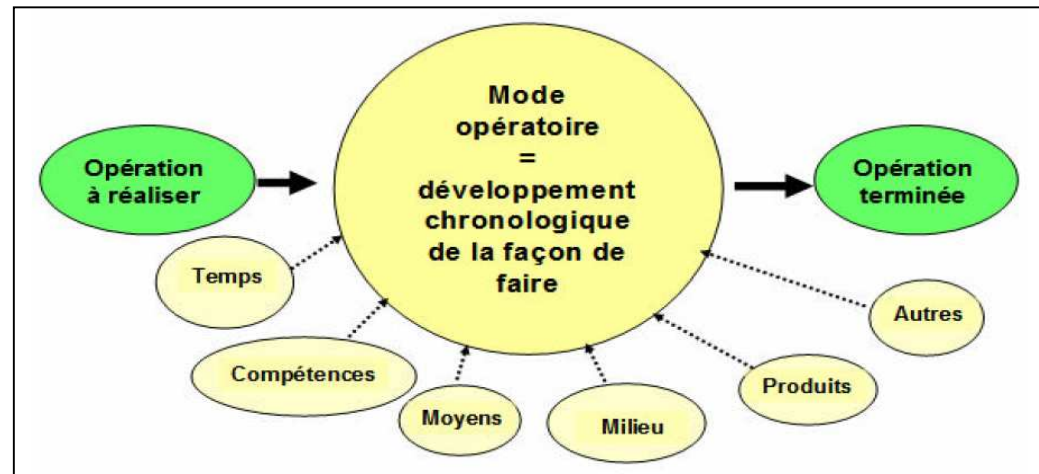 Mode
opératoire
=
développement
chronologique
de la façon de
faire
Opération
à réaliser
Opération
terminée
Temps
Compétences
Moyens
Milieu
Produits
Autres